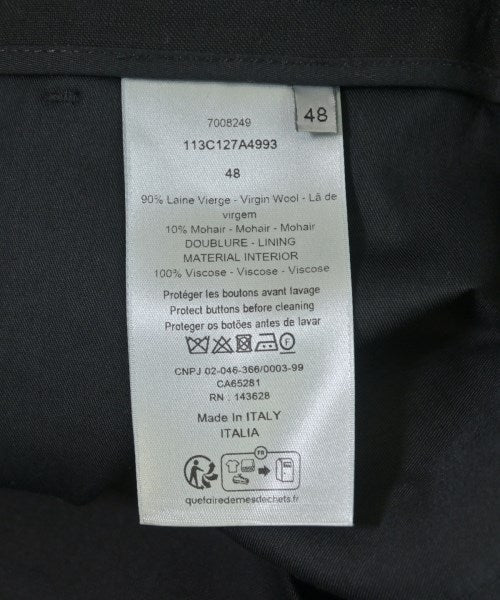 48
7008249
113C127A4993
48
90% Laine Vierge - Virgin Wool - Lã de
virgem
10% Mohair - Mohair - Mohair
DOUBLURE - LINING
MATERIAL INTERIOR
100% Viscose - Viscose - Viscose
Protéger les boutons avant lavage
Protect buttons before cleaning
Proteger os botões antes de lavar
CNPJ 02-046-366/0003-99
CA65281
RN : 143628
Made In ITALY
ITALIA
FR
quefairedemesdechets.fr